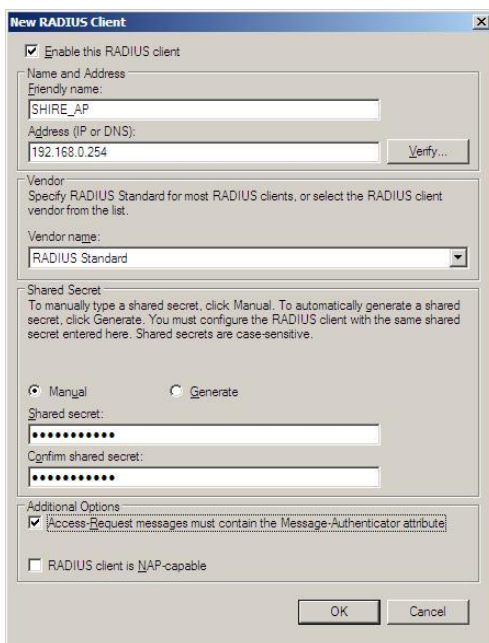 New RADIUS Client
Enable this RADIUS client
Name and Address
Friendly name:
SHIRE_AP
Address (IP or DNS):
192.168.0.254
Verify...
Vendor
Specify RADIUS Standard for most RADIUS clients, or select the RADIUS client
vendor from the list.
Vendor name:
RADIUS Standard
Shared Secret
To manually type a shared secret, click Manual. To automatically generate a shared
secret, click Generate. You must configure the RADIUS client with the same shared
secret entered here. Shared secrets are case-sensitive.
Manual Generate
Shared secret:
•••••••••••
Confirm shared secret:
•••••••••••
Additional Options
Access-Request messages must contain the Message-Authenticator attribute
RADIUS client is NAP-capable
OK Cancel